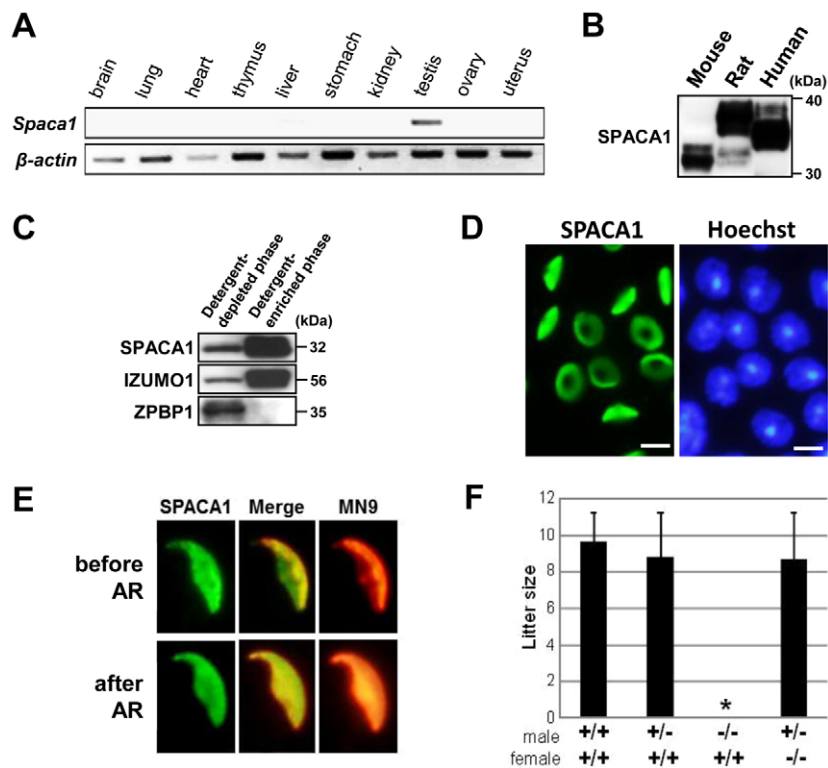 A
brain lung heart thymus liver stomach kidney testis ovary uterus
Spaca1
β-actin
B
Mouse Rat Human
(kDa)
40
SPACA1
30
C
Detergent-depleted phase
Detergent-enriched phase
(kDa)
SPACA1 32
IZUMO1 56
ZPBP1 35
D
SPACA1 Hoechst
E
SPACA1 Merge MN9
before AR
after AR
F
Litter size
12
10
8
6
4
2
0
*
male +/+ +/- -/- +/-
female +/+ +/+ +/+ -/-